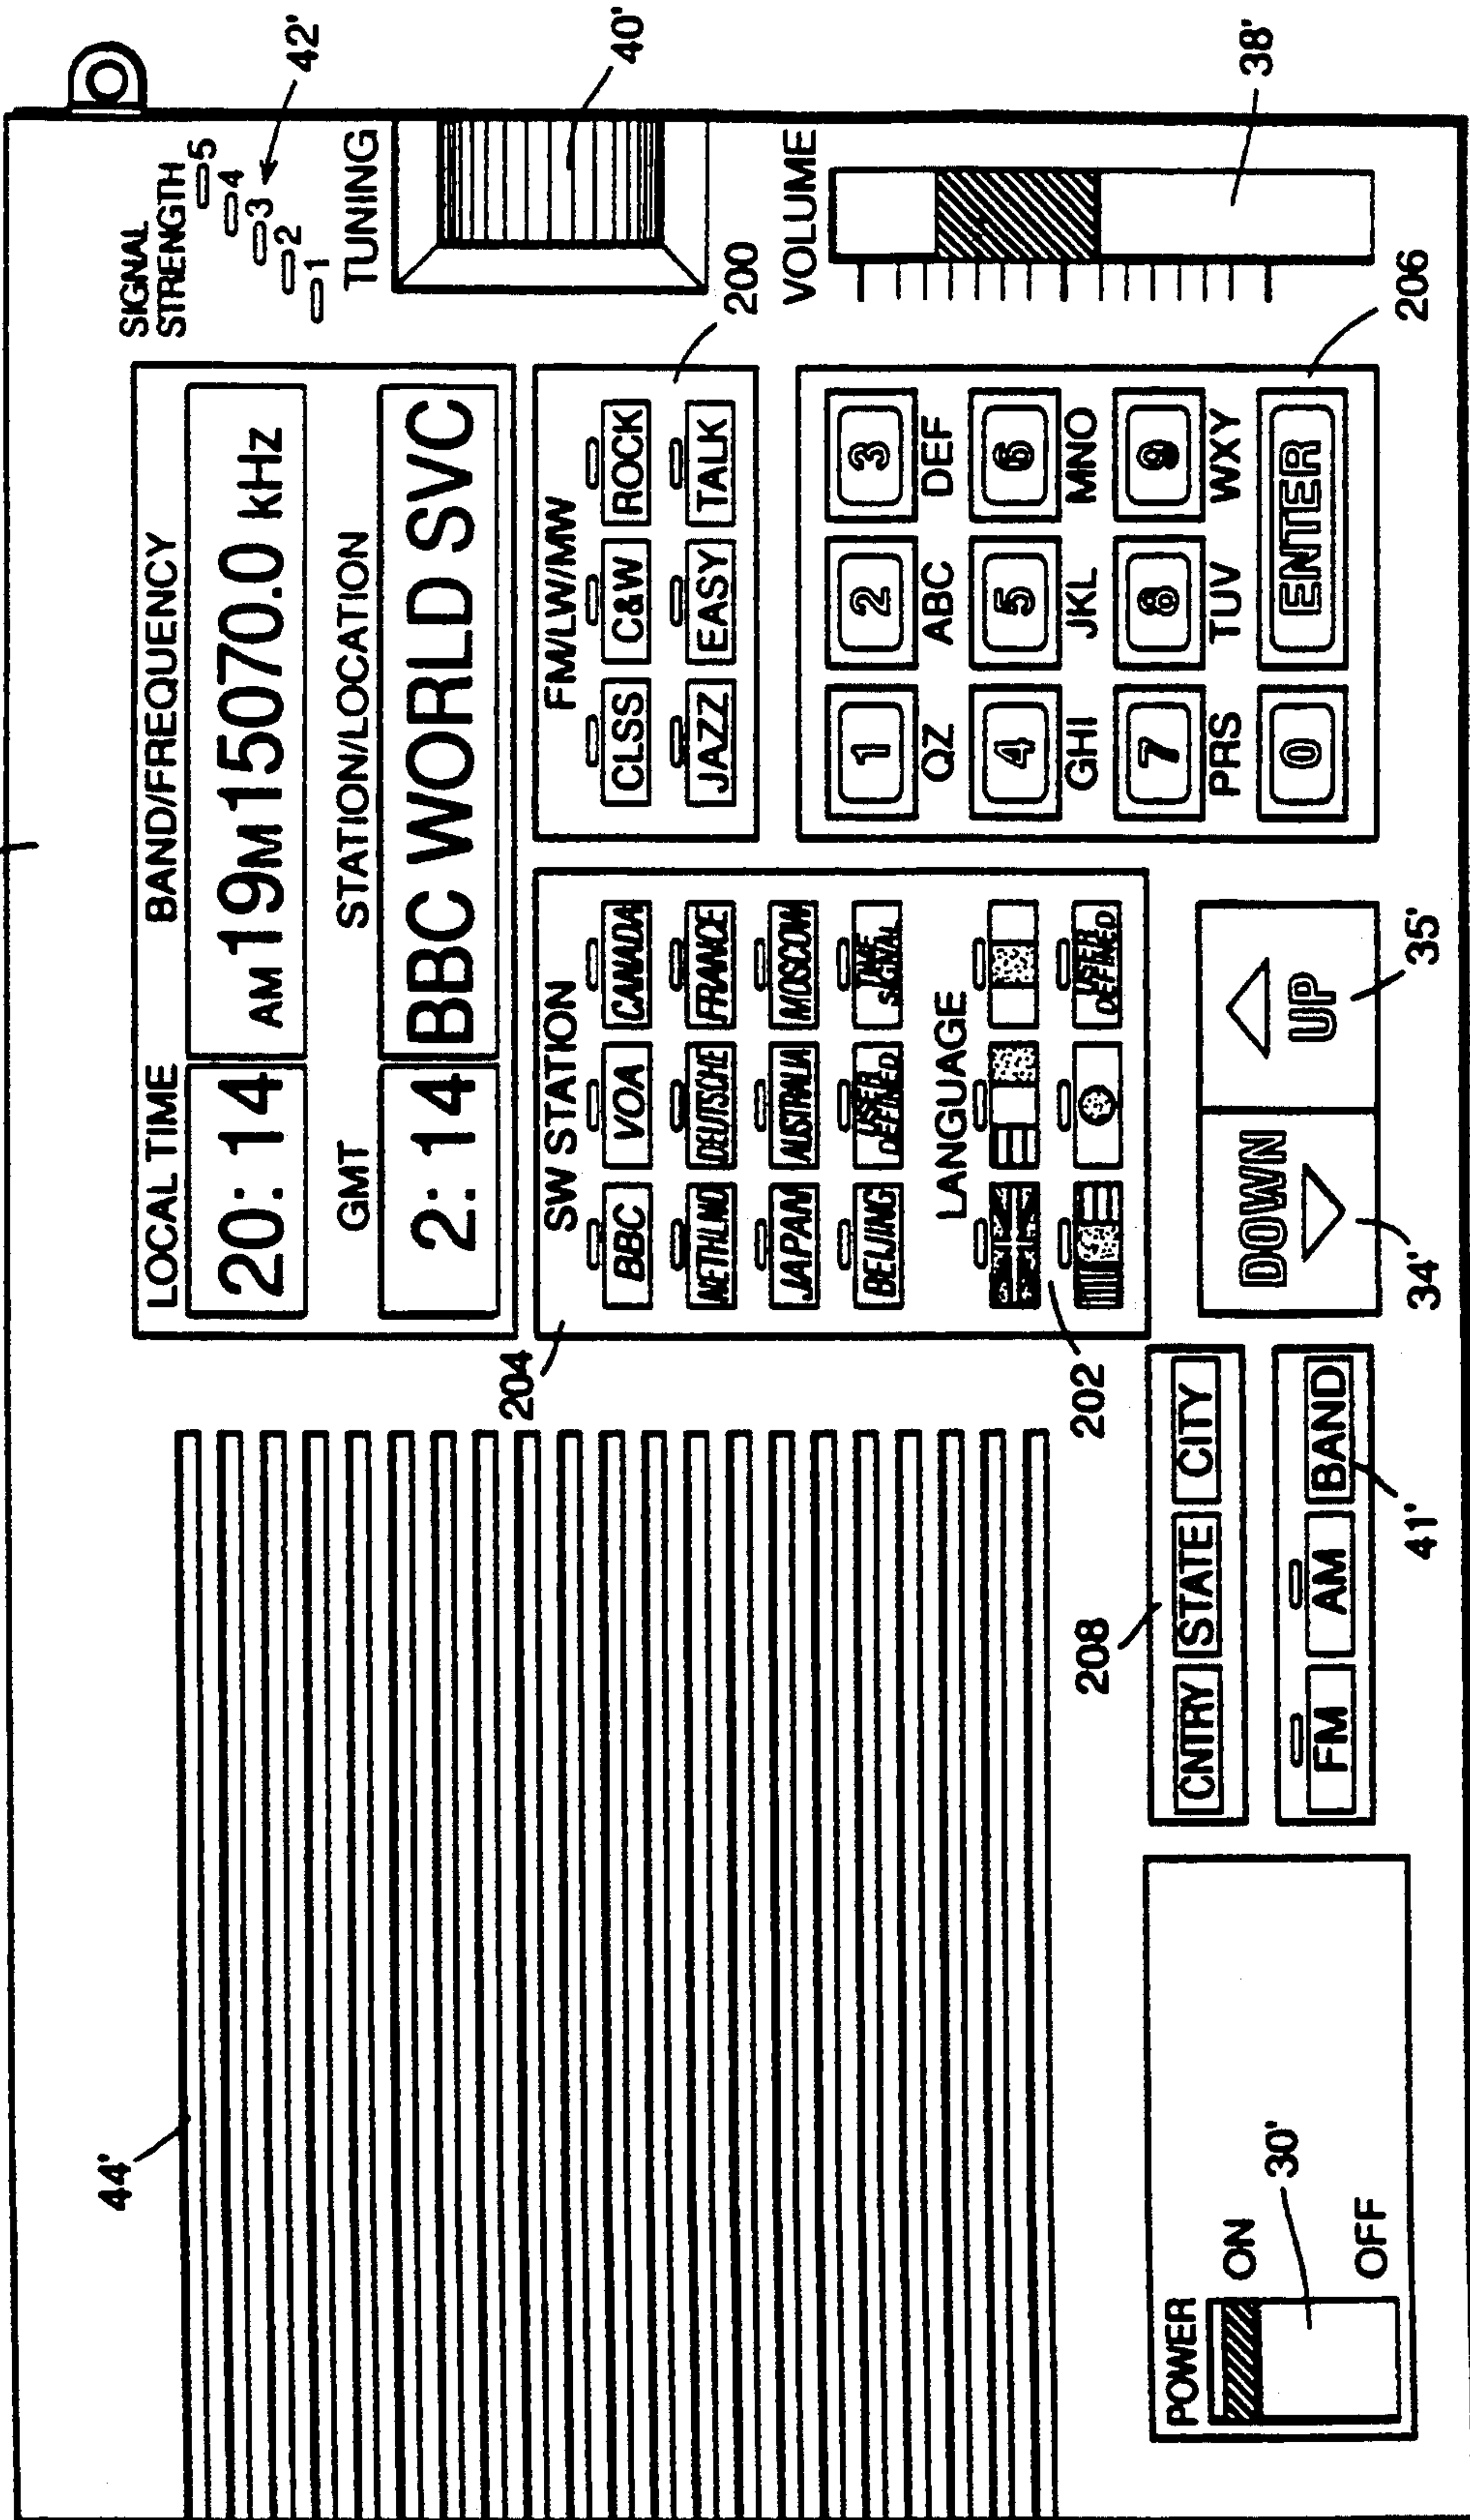 44'
SIGNAL
STRENGTH
5
4
3
2
1
42'
LOCAL TIME
BAND/FREQUENCY
20:14
AM 19M 15070.0 kHz
GMT
STATION/LOCATION
2:14
BBC WORLD SVC
TUNING
40'
204
SW STATION
BBC VOA CANADA
NETHLND DEUTSCHE FRANCE
JAPAN AUSTRALIA MOSCOW
BEIJING USER DEFINED TIME SIGNAL
LANGUAGE
USER DEFINED
202
FM/LW/MW
CLSS C&W ROCK
JAZZ EASY TALK
200
VOLUME
38'
1 2 3
QZ ABC DEF
4 5 6
GHI JKL MNO
7 8 9
PRS TUV WXY
0 ENTER
206
208
CNTRY STATE CITY
FM AM BAND
41'
DOWN UP
34'
35'
POWER
ON
OFF
30'